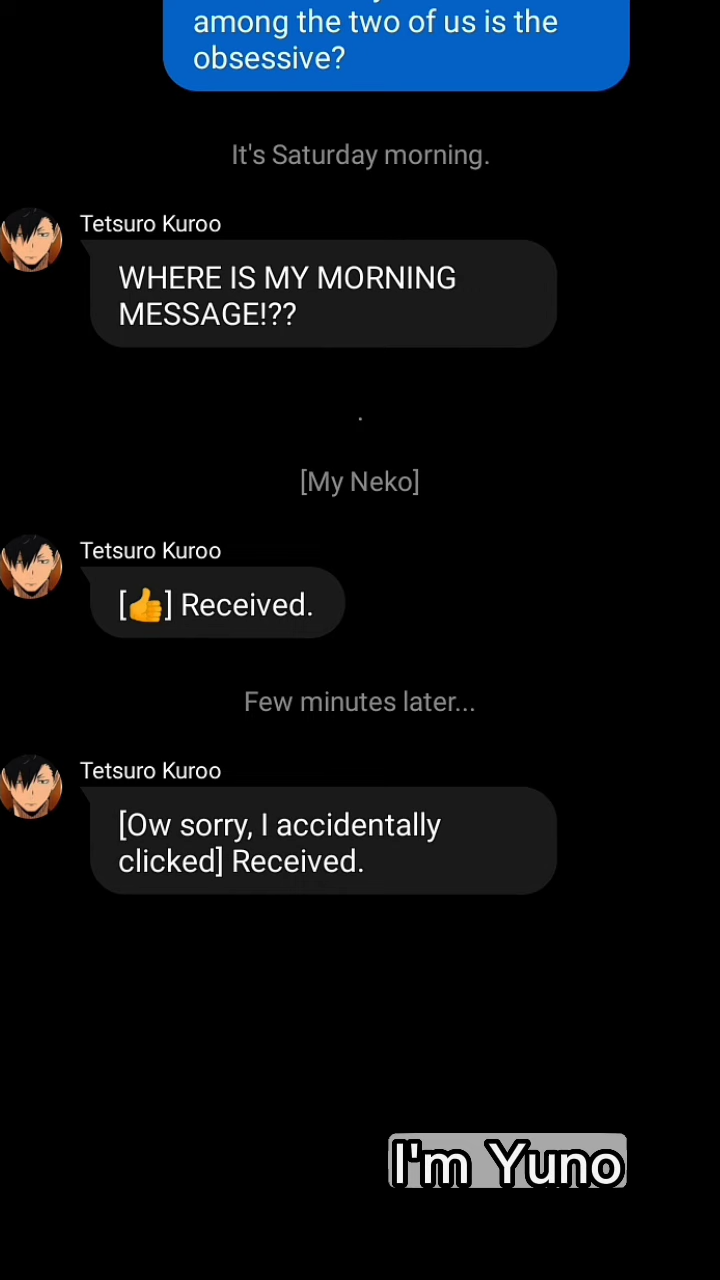 among the two of us is the
obsessive?
It's Saturday morning.
Tetsuro Kuroo
WHERE IS MY MORNING
MESSAGE!??
.
[My Neko]
Tetsuro Kuroo
[👍] Received.
Few minutes later...
Tetsuro Kuroo
[Ow sorry, I accidentally
clicked] Received.
I'm Yuno